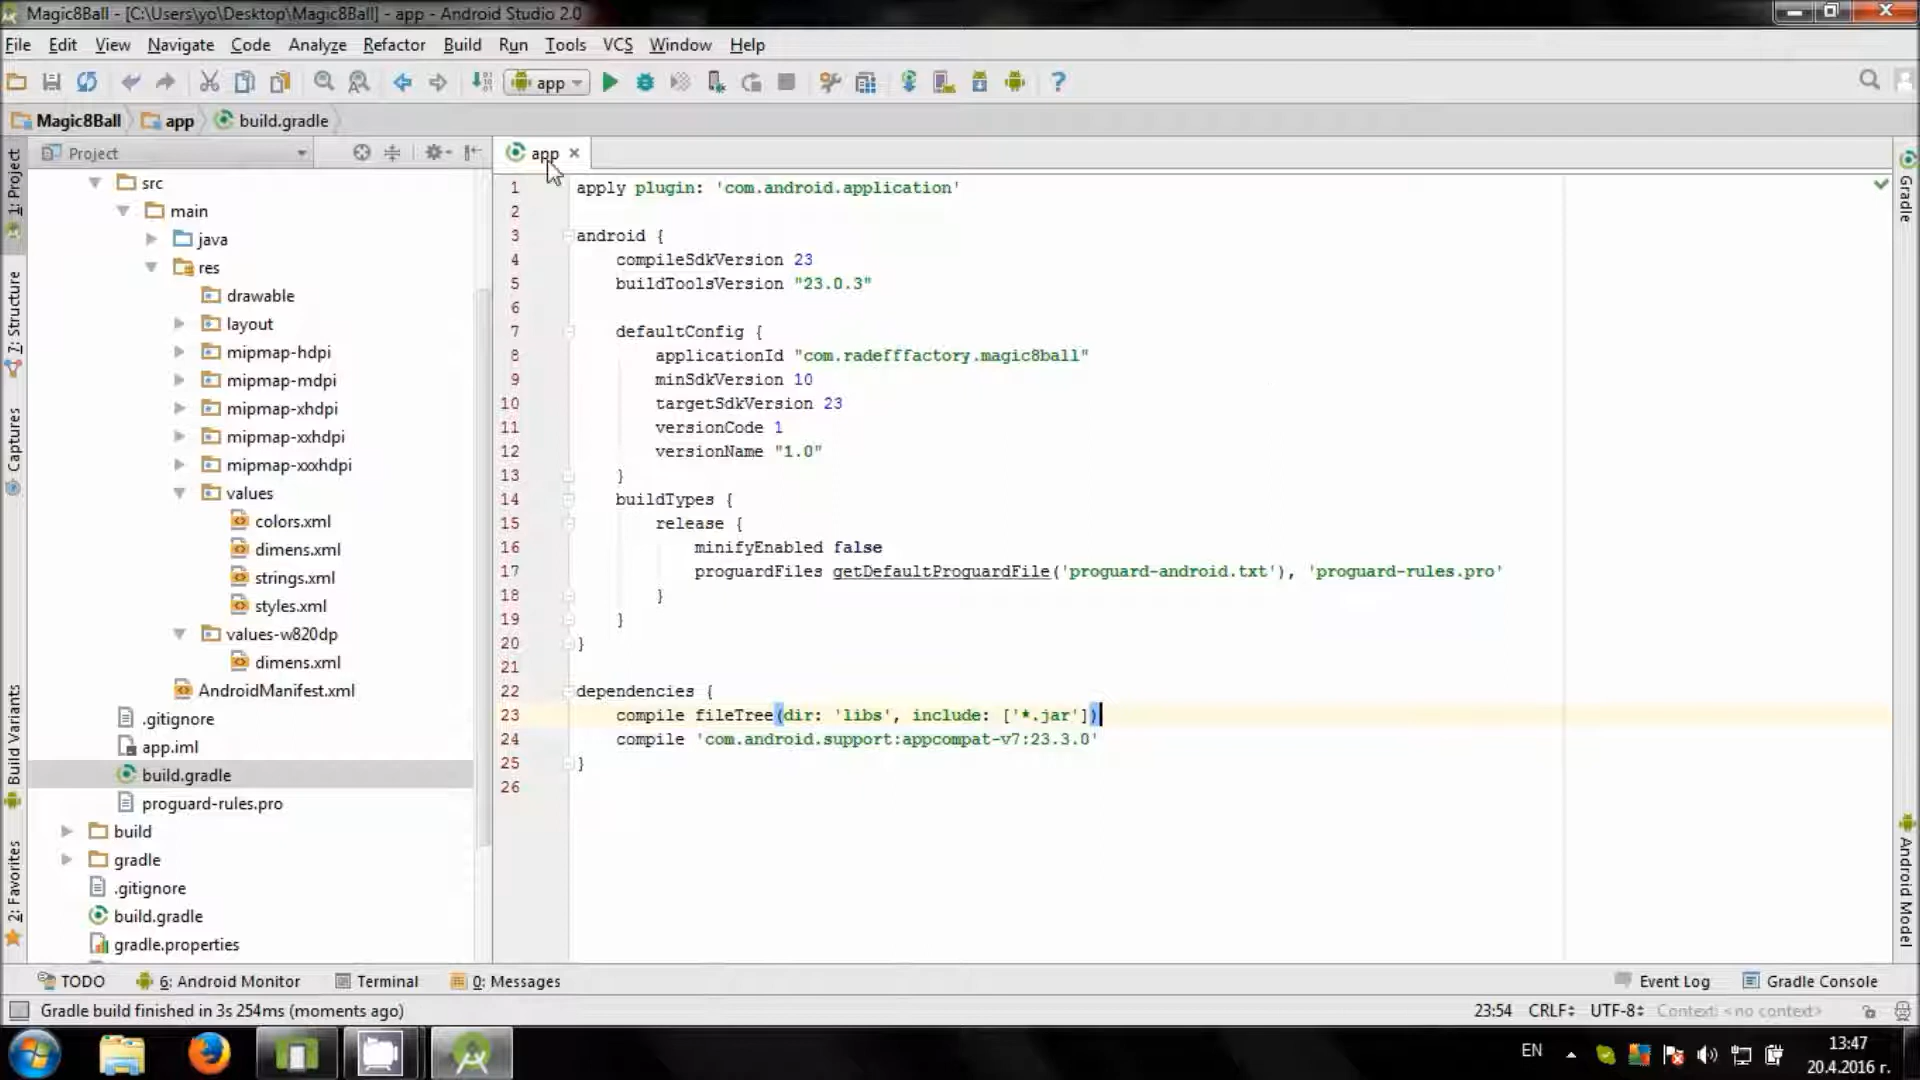 Magic8Ball - [C:\Users\yo\Desktop\Magic8Ball] - app - Android Studio 2.0
File Edit View Navigate Code Analyze Refactor Build Run Tools VCS Window Help
app
Magic8Ball app build.gradle
Project
app
1: Project
7: Structure
Captures
Build Variants
2: Favorites
src
main
java
res
drawable
layout
mipmap-hdpi
mipmap-mdpi
mipmap-xhdpi
mipmap-xxhdpi
mipmap-xxxhdpi
values
colors.xml
dimens.xml
strings.xml
styles.xml
values-w820dp
dimens.xml
AndroidManifest.xml
.gitignore
app.iml
build.gradle
proguard-rules.pro
build
gradle
.gitignore
build.gradle
gradle.properties
1 apply plugin: 'com.android.application'
2
3 android {
4 compileSdkVersion 23
5 buildToolsVersion "23.0.3"
6
7 defaultConfig {
8 applicationId "com.radefffactory.magic8ball"
9 minSdkVersion 10
10 targetSdkVersion 23
11 versionCode 1
12 versionName "1.0"
13 }
14 buildTypes {
15 release {
16 minifyEnabled false
17 proguardFiles getDefaultProguardFile('proguard-android.txt'), 'proguard-rules.pro'
18 }
19 }
20 }
21
22 dependencies {
23 compile fileTree(dir: 'libs', include: ['*.jar'])
24 compile 'com.android.support:appcompat-v7:23.3.0'
25 }
26
Gradle
Android Model
TODO 6: Android Monitor Terminal 0: Messages Event Log Gradle Console
Gradle build finished in 3s 254ms (moments ago) 23:54 CRLF UTF-8 Context: <no context>
EN 13:47
20.4.2016 г.